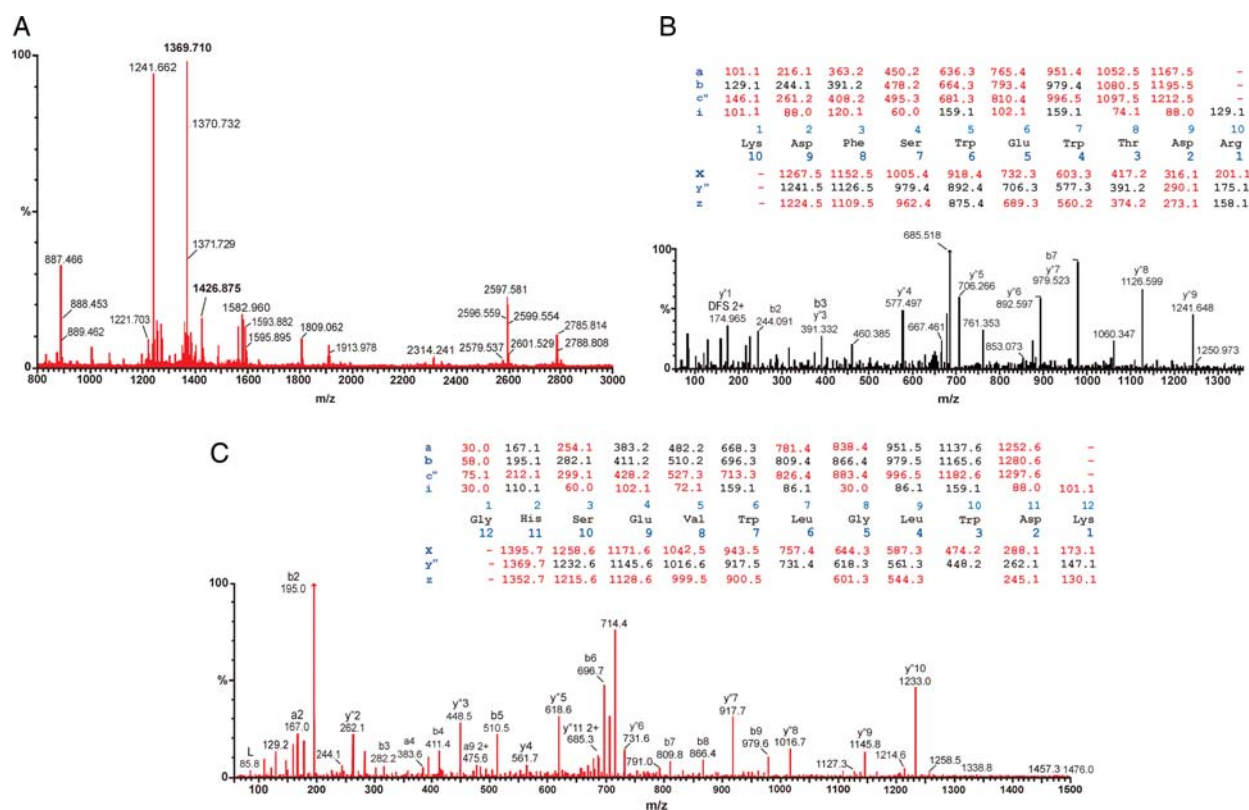 A
100
%
0
1369.710
1241.662
1370.732
1371.729
887.466
888.453
889.462
1221.703
1426.875
1582.960
1593.882
1595.895
1809.062
1913.978
2314.241
2597.581
2596.559
2599.554
2579.537
2601.529
2785.814
2788.808
800 1000 1200 1400 1600 1800 2000 2200 2400 2600 2800 3000
m/z
B
a 101.1 216.1 363.2 450.2 636.3 765.4 951.4 1052.5 1167.5 -
b 129.1 244.1 391.2 478.2 664.3 793.4 979.4 1080.5 1195.5 -
c" 146.1 261.2 408.2 495.3 681.3 810.4 996.5 1097.5 1212.5 -
i 101.1 88.0 120.1 60.0 159.1 102.1 159.1 74.1 88.0 129.1
1 2 3 4 5 6 7 8 9 10
Lys Asp Phe Ser Trp Glu Trp Thr Asp Arg
10 9 8 7 6 5 4 3 2 1
X - 1267.5 1152.5 1005.4 918.4 732.3 603.3 417.2 316.1 201.1
y" - 1241.5 1126.5 979.4 892.4 706.3 577.3 391.2 290.1 175.1
z - 1224.5 1109.5 962.4 875.4 689.3 560.2 374.2 273.1 158.1
100
%
0
y"1
DFS 2+
174.965
b2
244.091
b3
y"3
391.332
460.385
y"4
577.497
667.461
685.518
y"5
706.266
761.353
853.073
y"6
892.597
b7
y"7
979.523
1060.347
y"8
1126.599
y"9
1241.648
1250.973
100 200 300 400 500 600 700 800 900 1000 1100 1200 1300
m/z
C
a 30.0 167.1 254.1 383.2 482.2 668.3 781.4 838.4 951.5 1137.6 1252.6 -
b 58.0 195.1 282.1 411.2 510.2 696.3 809.4 866.4 979.5 1165.6 1280.6 -
c" 75.1 212.1 299.1 428.2 527.3 713.3 826.4 883.4 996.5 1182.6 1297.6 -
i 30.0 110.1 60.0 102.1 72.1 159.1 86.1 30.0 86.1 159.1 88.0 101.1
1 2 3 4 5 6 7 8 9 10 11 12
Gly His Ser Glu Val Trp Leu Gly Leu Trp Asp Lys
12 11 10 9 8 7 6 5 4 3 2 1
X - 1395.7 1258.6 1171.6 1042.5 943.5 757.4 644.3 587.3 474.2 288.1 173.1
y" - 1369.7 1232.6 1145.6 1016.6 917.5 731.4 618.3 561.3 448.2 262.1 147.1
z - 1352.7 1215.6 1128.6 999.5 900.5 601.3 544.3 245.1 130.1
100
%
0
L
85.8
129.2
a2
167.0
b2
195.0
244.1
y"2
262.1
b3
282.2
a4
383.6
b4
411.4
y"3
448.5
a9 2+
475.6
b5
510.5
y4
561.7
y"5
618.6
y"11 2+
685.3
b6
696.7
714.4
y"6
731.6
791.0
b7
809.8
b8
866.4
y"7
917.7
b9
979.6
y"8
1016.7
1127.3
y"9
1145.8
1214.6
y"10
1233.0
1258.5
1338.8
1457.3
1476.0
100 200 300 400 500 600 700 800 900 1000 1100 1200 1300 1400 1500
m/z